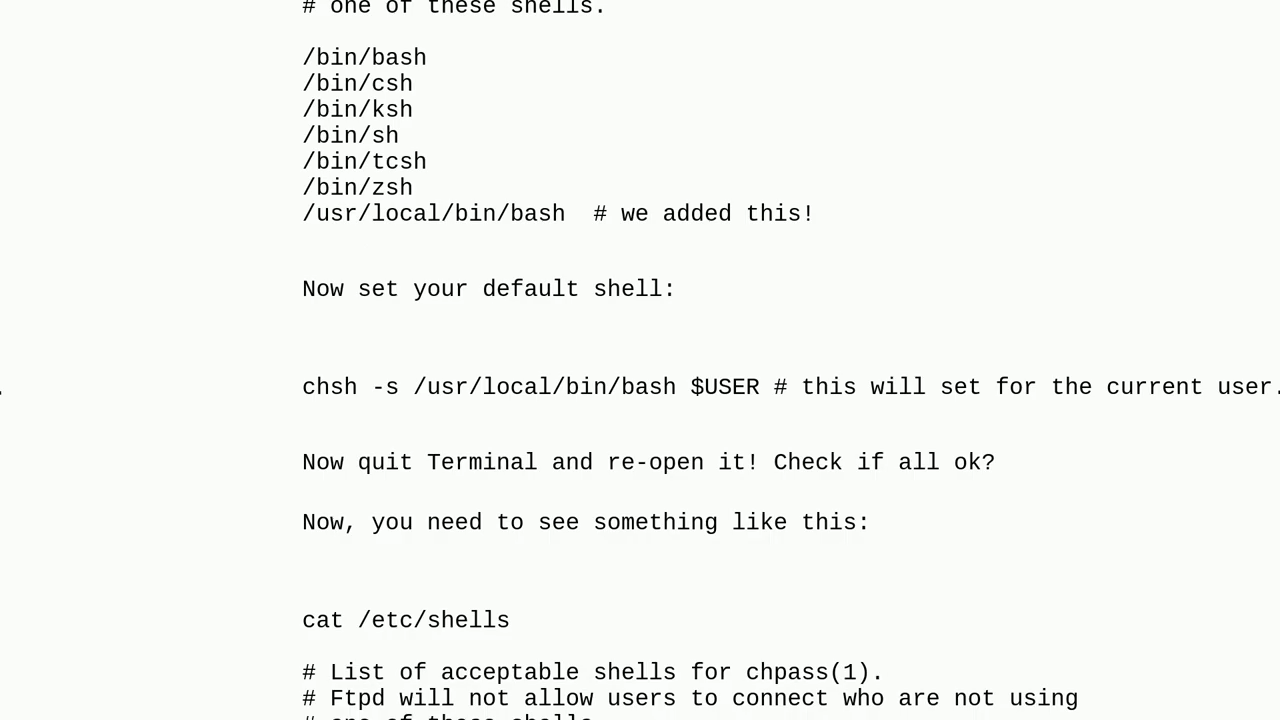 # one of these shells.
/bin/bash
/bin/csh
/bin/ksh
/bin/sh
/bin/tcsh
/bin/zsh
/usr/local/bin/bash  # we added this!
Now set your default shell:
chsh -s /usr/local/bin/bash $USER # this will set for the current user.
Now quit Terminal and re-open it! Check if all ok?
Now, you need to see something like this:
cat /etc/shells
# List of acceptable shells for chpass(1).
# Ftpd will not allow users to connect who are not using
# one of these shells.